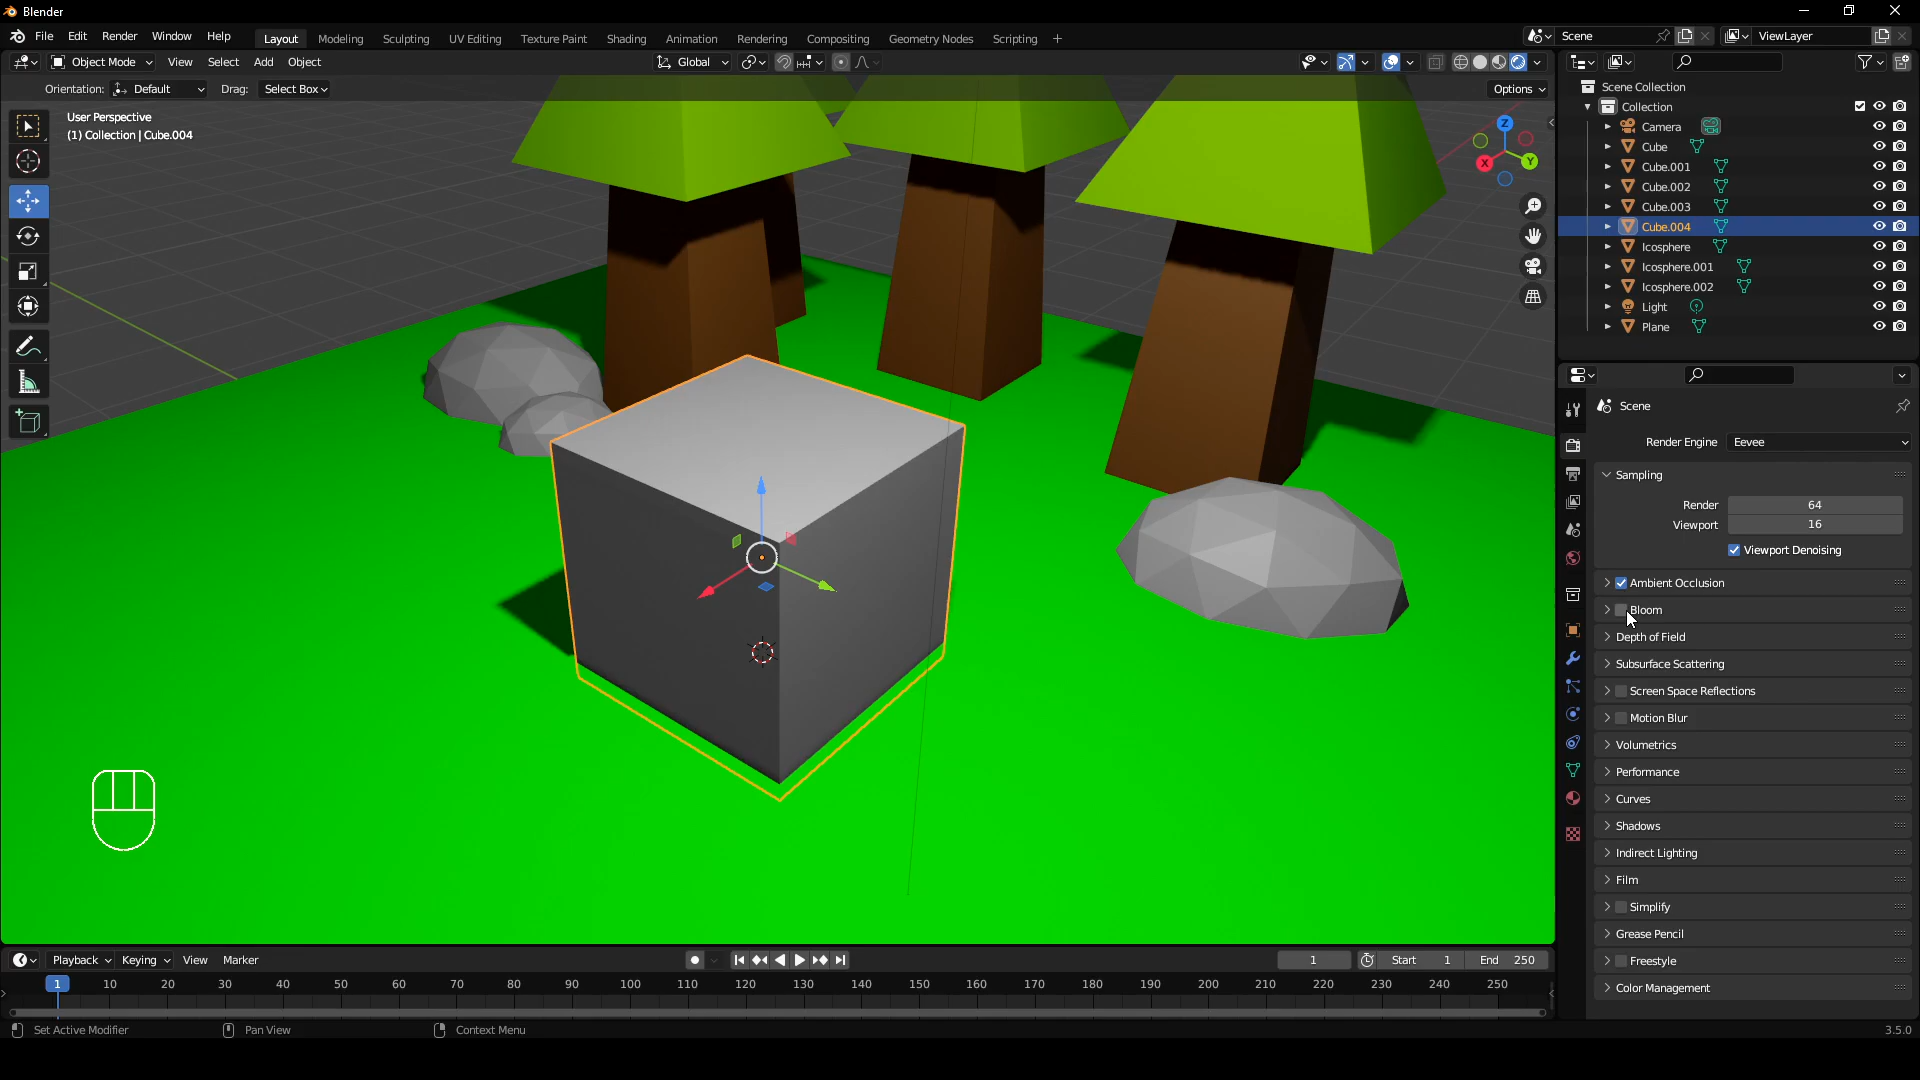 Blender
File Edit Render Window Help Layout Modeling Sculpting UV Editing Texture Paint Shading Animation Rendering Compositing Geometry Nodes Scripting + Scene ViewLayer
Object Mode View Select Add Object Global
Orientation: Default Drag: Select Box Options
User Perspective
(1) Collection | Cube.004
Z
Y
X
Scene Collection
Collection
Camera
Cube
Cube.001
Cube.002
Cube.003
Cube.004
Icosphere
Icosphere.001
Icosphere.002
Light
Plane
Scene
Render Engine Eevee
Sampling
Render 64
Viewport 16
Viewport Denoising
Ambient Occlusion
Bloom
Depth of Field
Subsurface Scattering
Screen Space Reflections
Motion Blur
Volumetrics
Performance
Curves
Shadows
Indirect Lighting
Film
Simplify
Grease Pencil
Freestyle
Color Management
Playback Keying View Marker 1 Start 1 End 250
1 10 20 30 40 50 60 70 80 90 100 110 120 130 140 150 160 170 180 190 200 210 220 230 240 250
Set Active Modifier Pan View Context Menu 3.5.0